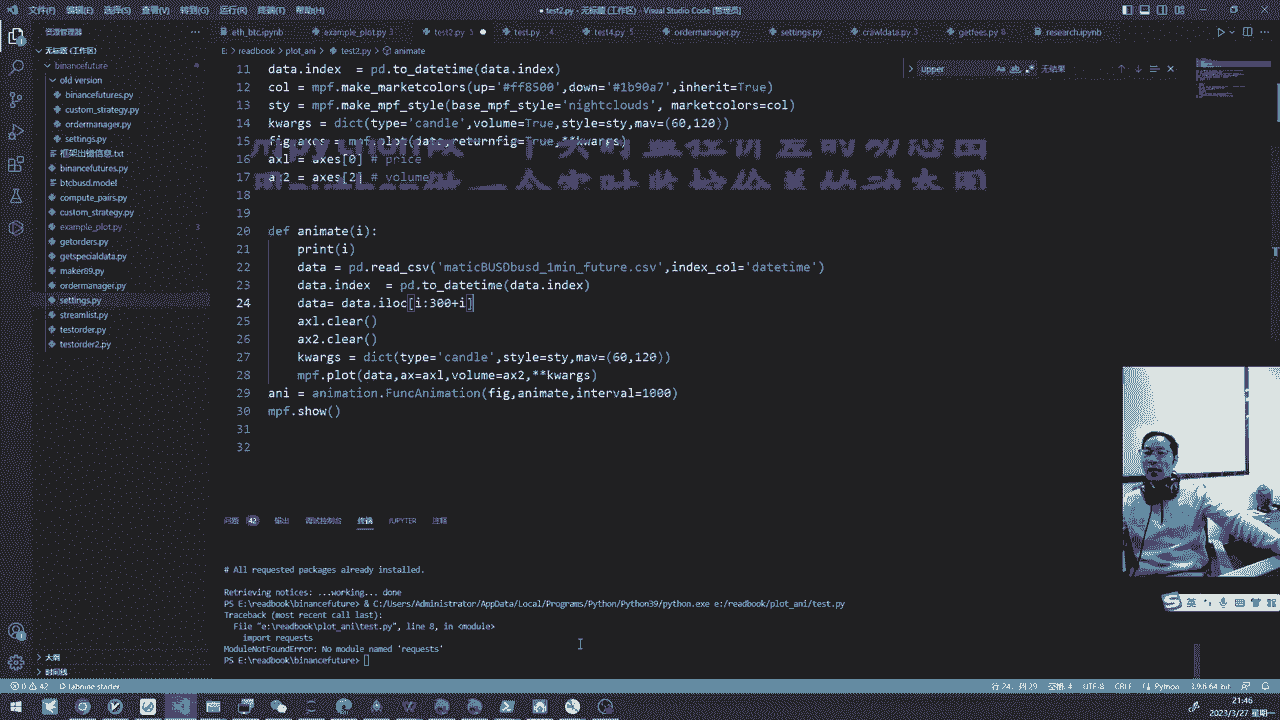 文件(F) 编辑(E) 选择(S) 查看(V) 转到(G) 运行(R) 终端(T) 帮助(H)
● test2.py - 无标题 (工作区) - Visual Studio Code [管理员]
资源管理器
eth_btc.ipynb example_plot.py 3 test2.py 3 test.py 4 test4.py 5 ordermanager.py settings.py crawldata.py 3 getfees.py 8 research.ipynb
无标题 (工作区)
E: > readbook > plot_ani > test2.py > animate
binancefuture
old version
binancefuturs.py
custom_strategy.py
ordermanager.py
settings.py
框架出错信息.txt
binancefutures.py
btcbusd.model
compute_pairs.py
custom_strategy.py
example_plot.py 3
getorders.py
getspecialdata.py
maker89.py
ordermanager.py
settings.py
streamlist.py
testorder.py
testorder2.py
upper
无结果
11 data.index  = pd.to_datetime(data.index)
12 col = mpf.make_marketcolors(up='#ff8500',down='#1b90a7',inherit=True)
13 sty = mpf.make_mpf_style(base_mpf_style='nightclouds', marketcolors=col)
14 kwargs = dict(type='candle',volume=True,style=sty,mav=(60,120))
15 fig,axes = mpf.plot(data,returnfig=True,**kwargs)
16 axl = axes[0] # price
17 ax2 = axes[2] # volume
18
19
20 def animate(i):
21 print(i)
22 data = pd.read_csv('maticBUSDbusd_1min_future.csv',index_col='datetime')
23 data.index  = pd.to_datetime(data.index)
24 data= data.iloc[i:300+i]
25 axl.clear()
26 ax2.clear()
27 kwargs = dict(type='candle',style=sty,mav=(60,120))
28 mpf.plot(data,ax=axl,volume=ax2,**kwargs)
29 ani = animation.FuncAnimation(fig,animate,interval=1000)
30 mpf.show()
31
32
问题 42 输出 调试控制台 终端 JUPYTER 注释
# All requested packages already installed.
Retrieving notices: ...working... done
PS E:\readbook\binancefuture> & C:/Users/Administrator/AppData/Local/Programs/Python/Python39/python.exe e:/readbook/plot_ani/test.py
Traceback (most recent call last):
File "e:\readbook\plot_ani\test.py", line 8, in <module>
import requests
ModuleNotFoundError: No module named 'requests'
PS E:\readbook\binancefuture>
大纲
时间线
0 42 tabnine starter
行 24, 列 29 空格: 4 UTF-8 CRLF Python 3.9.6 64-bit
英
21:46
2023/3/27 星期一